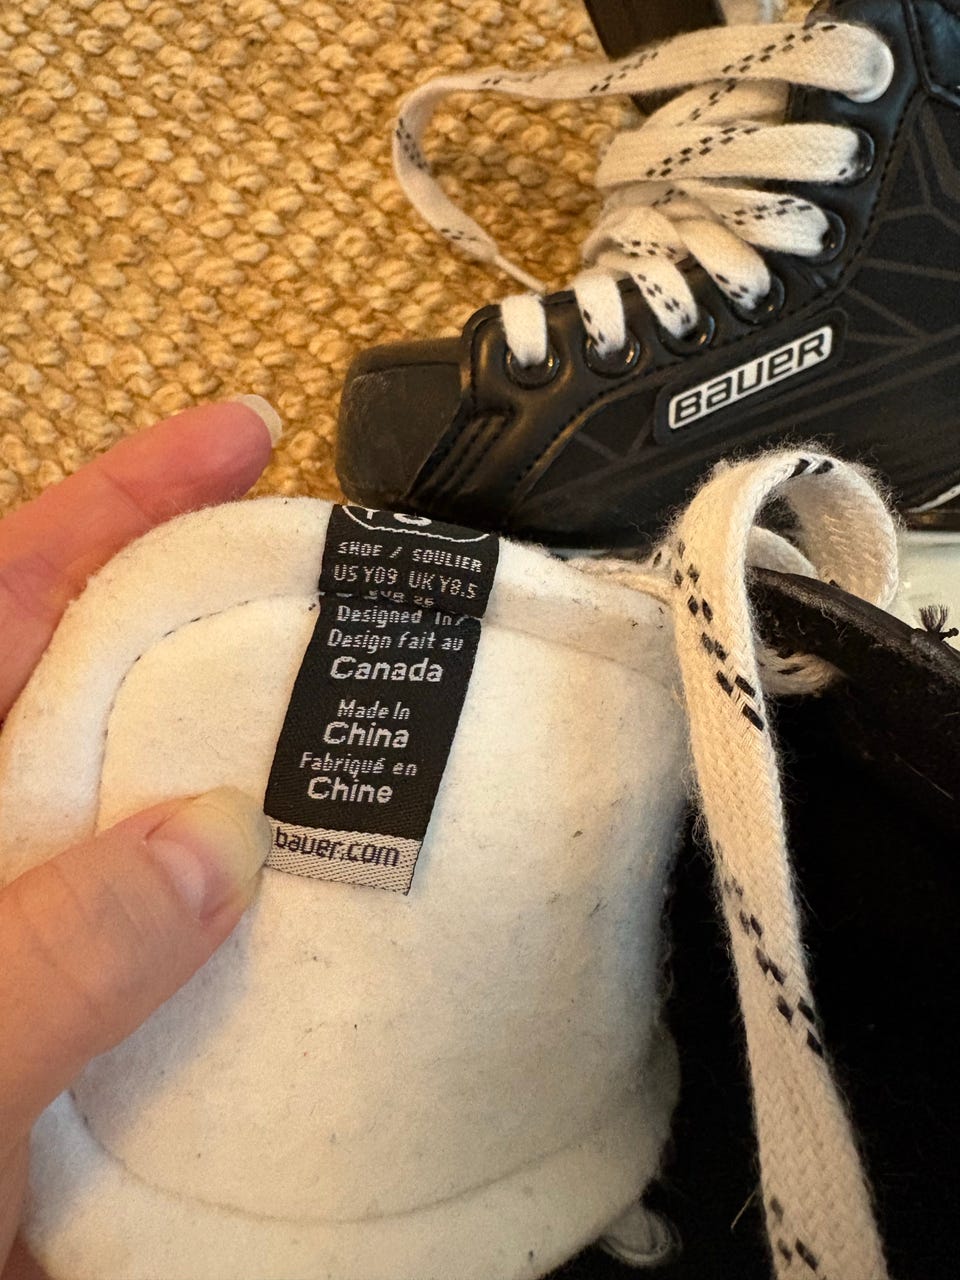 BAUER
SHOE / SOULIER
US Y09 UK Y8.5
Designed In/
Design fait au
Canada
Made In
China
Fabriqué en
Chine
bauer.com